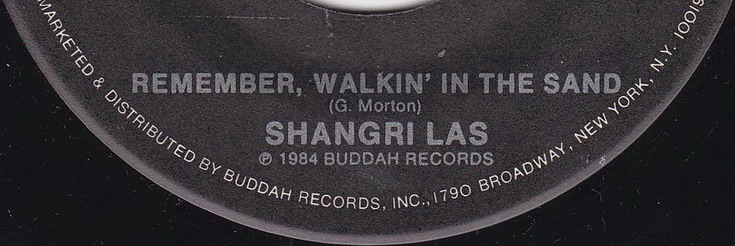 REMEMBER, WALKIN' IN THE SAND
(G. Morton)
SHANGRI LAS
℗ 1984 BUDDAH RECORDS
MARKETED & DISTRIBUTED BY BUDDAH RECORDS, INC., 1790 BROADWAY, NEW YORK, N.Y. 10019